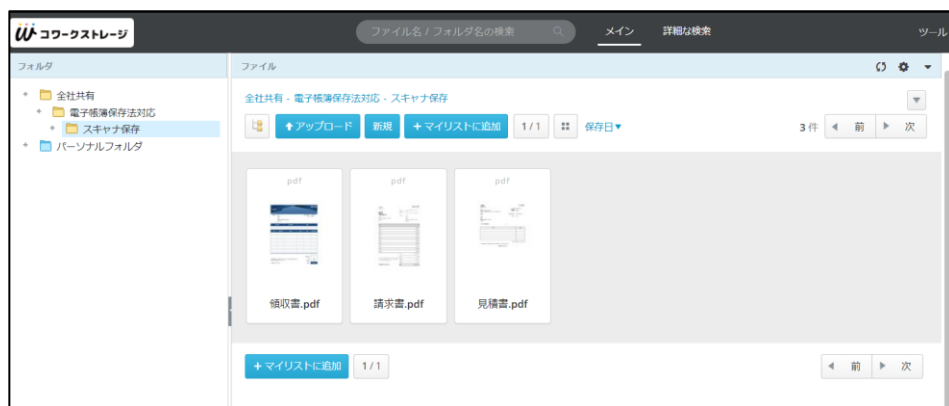 コワークストレージ
ファイル名 / フォルダ名の検索
メイン
詳細な検索
ツール
フォルダ
ファイル
全社共有
電子帳簿保存法対応
スキャナ保存
パーソナルフォルダ
全社共有 - 電子帳簿保存法対応 - スキャナ保存
アップロード
新規
+ マイリストに追加
1 / 1
保存日▼
3 件
前
次
pdf
pdf
pdf
領収書.pdf
請求書.pdf
見積書.pdf
+ マイリストに追加
1 / 1
前
次